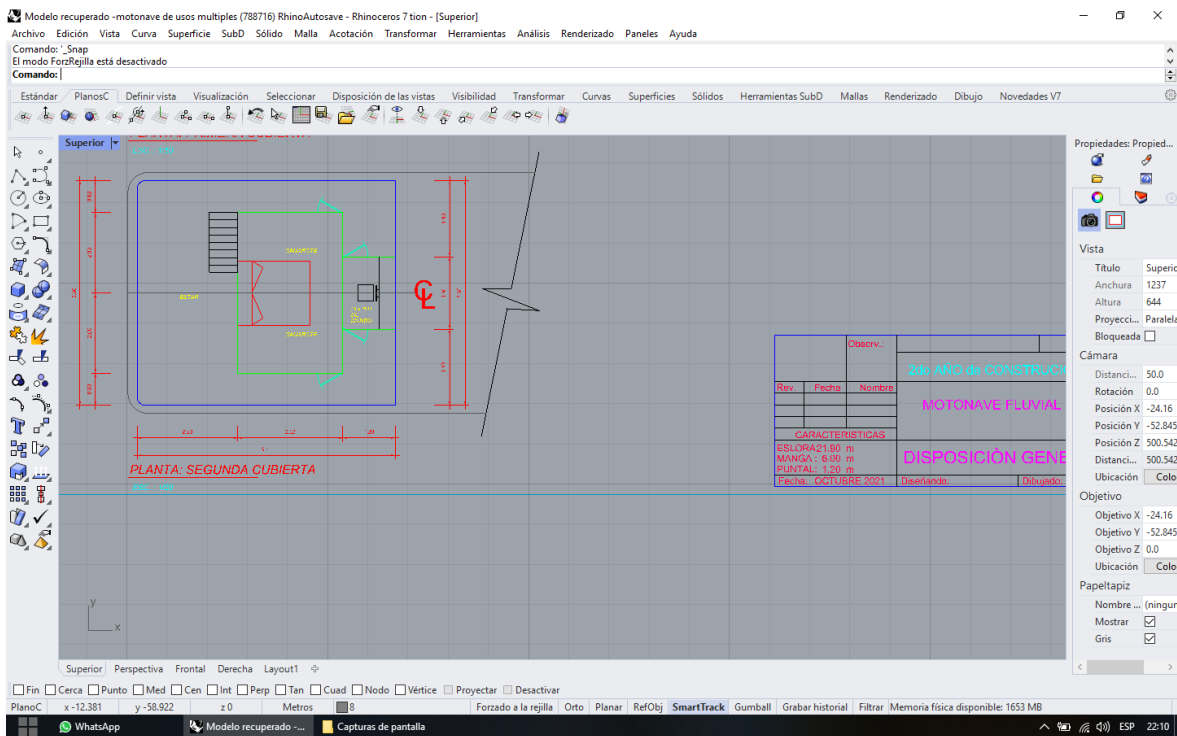 Modelo recuperado -motonave de usos multiples (788716) RhinoAutosave - Rhinoceros 7 tion - [Superior]
Archivo Edición Vista Curva Superficie SubD Sólido Malla Acotación Transformar Herramientas Análisis Renderizado Paneles Ayuda
Comando: '_Snap
El modo ForzRejilla está desactivado
Comando:
Estándar PlanosC Definir vista Visualización Seleccionar Disposición de las vistas Visibilidad Transformar Curvas Superficies Sólidos Herramientas SubD Mallas Renderizado Dibujo Novedades V7
Superior
ESTAR
CAMAROTE
CAMAROTE
PLANTA: SEGUNDA CUBIERTA
Observ.:
2do ANO de CONSTRUCI
Rev. Fecha Nombre
MOTONAVE FLUVIAL
CARACTERISTICAS
ESLORA21.90 m
MANGA : 6.00 m
PUNTAL: 1.20 m
DISPOSICIÒN GENE
Fecha: OCTUBRE 2021 Diseñando: Dibujado:
y
x
Propiedades: Propied...
Vista
Título Superio
Anchura 1237
Altura 644
Proyecci... Paralela
Bloqueada
Cámara
Distanci... 50.0
Rotación 0.0
Posición X -24.16
Posición Y -52.845
Posición Z 500.542
Distanci... 500.542
Ubicación Colo
Objetivo
Objetivo X -24.16
Objetivo Y -52.845
Objetivo Z 0.0
Ubicación Colo
Papeltapiz
Nombre ... (ningun
Mostrar
Gris
Superior Perspectiva Frontal Derecha Layout1
Fin Cerca Punto Med Cen Int Perp Tan Cuad Nodo Vértice Proyectar Desactivar
PlanoC x -12.381 y -58.922 z 0 Metros 8 Forzado a la rejilla Orto Planar RefObj SmartTrack Gumball Grabar historial Filtrar Memoria física disponible: 1653 MB
WhatsApp Modelo recuperado -... Capturas de pantalla ESP 22:10